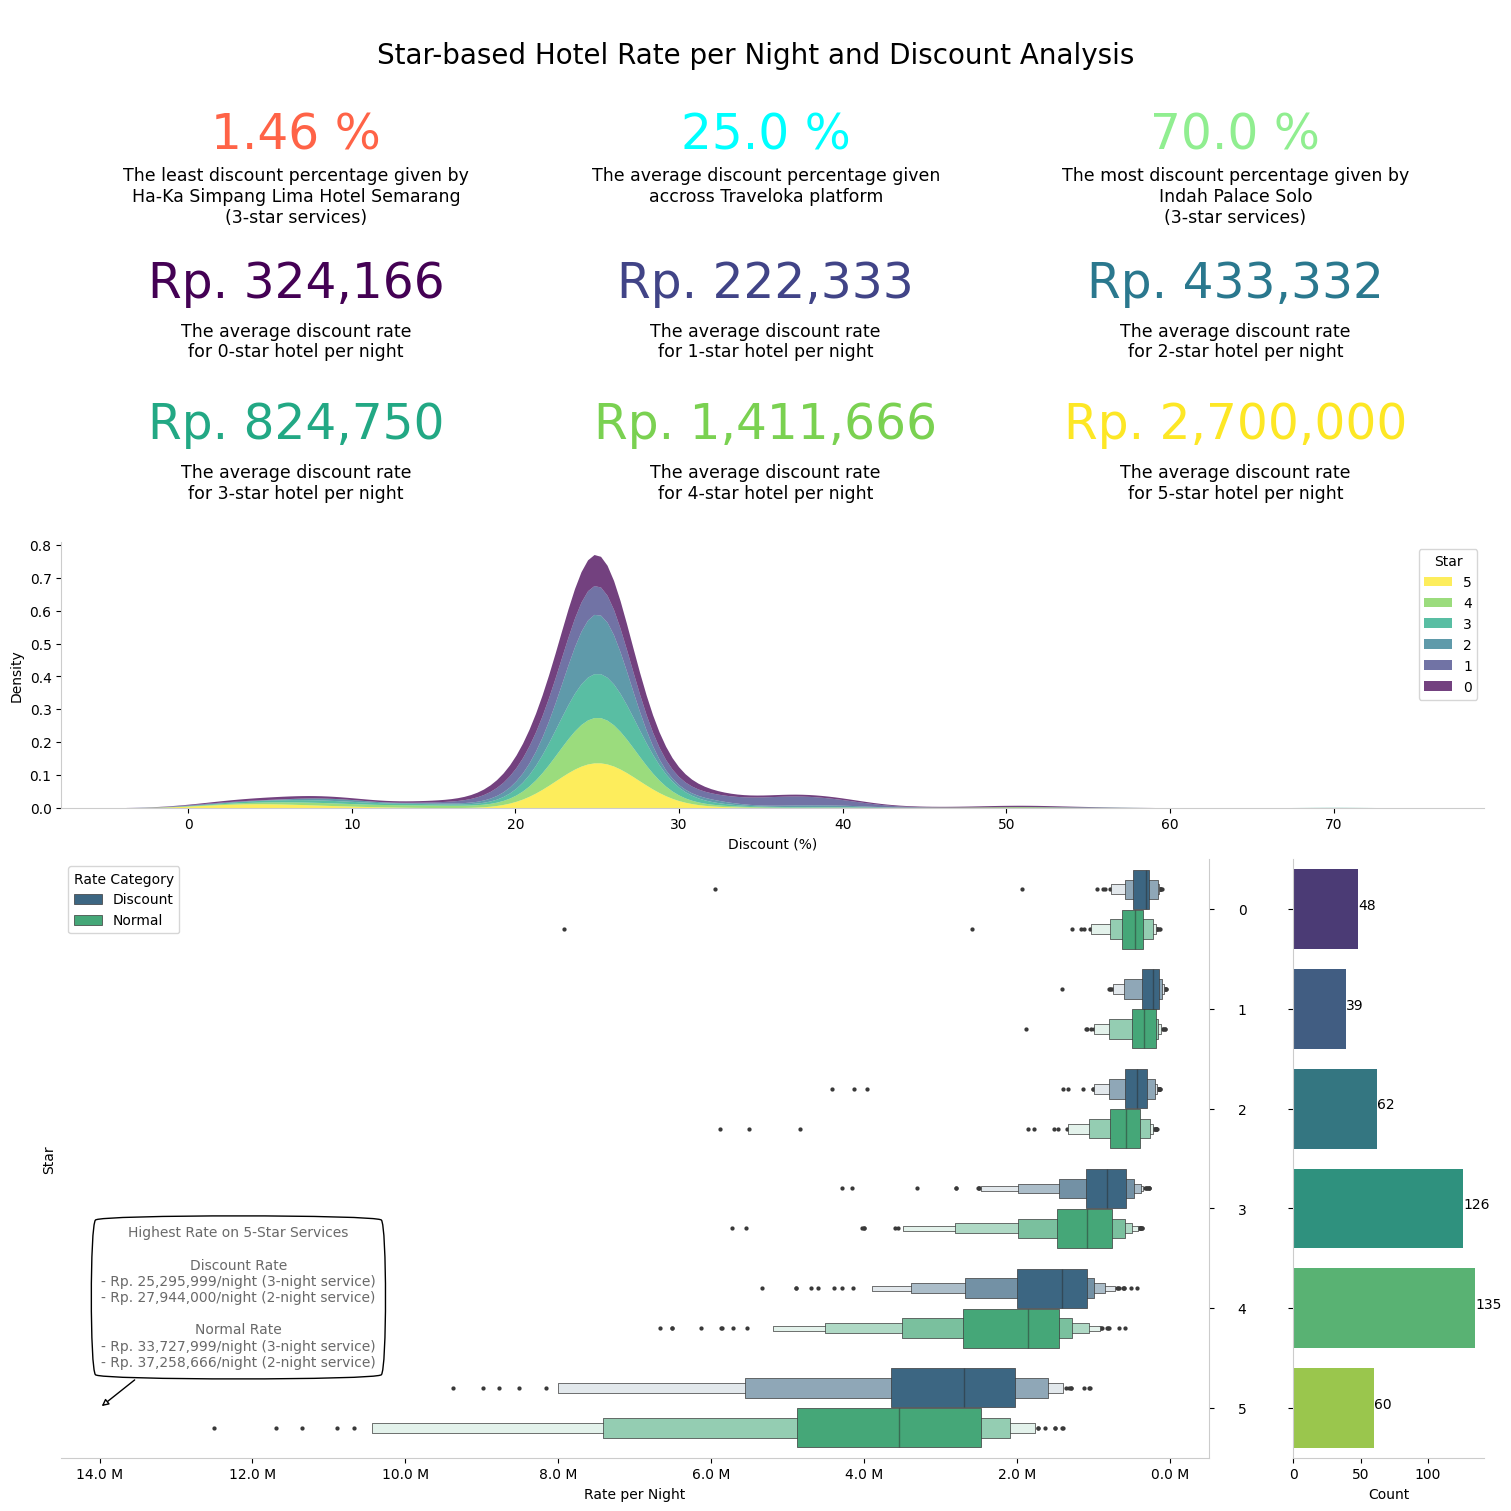 Star-based Hotel Rate per Night and Discount Analysis
1.46 %
The least discount percentage given by
Ha-Ka Simpang Lima Hotel Semarang
(3-star services)
25.0 %
The average discount percentage given
accross Traveloka platform
70.0 %
The most discount percentage given by
Indah Palace Solo
(3-star services)
Rp. 324,166
The average discount rate
for 0-star hotel per night
Rp. 222,333
The average discount rate
for 1-star hotel per night
Rp. 433,332
The average discount rate
for 2-star hotel per night
Rp. 824,750
The average discount rate
for 3-star hotel per night
Rp. 1,411,666
The average discount rate
for 4-star hotel per night
Rp. 2,700,000
The average discount rate
for 5-star hotel per night
Density
0.8
0.7
0.6
0.5
0.4
0.3
0.2
0.1
0.0
0 10 20 30 40 50 60 70
Discount (%)
Star
5
4
3
2
1
0
Rate Category
Discount
Normal
Star
Highest Rate on 5-Star Services
Discount Rate
- Rp. 25,295,999/night (3-night service)
- Rp. 27,944,000/night (2-night service)
Normal Rate
- Rp. 33,727,999/night (3-night service)
- Rp. 37,258,666/night (2-night service)
14.0 M 12.0 M 10.0 M 8.0 M 6.0 M 4.0 M 2.0 M 0.0 M
Rate per Night
0
1
2
3
4
5
48
39
62
126
135
60
0 50 100
Count